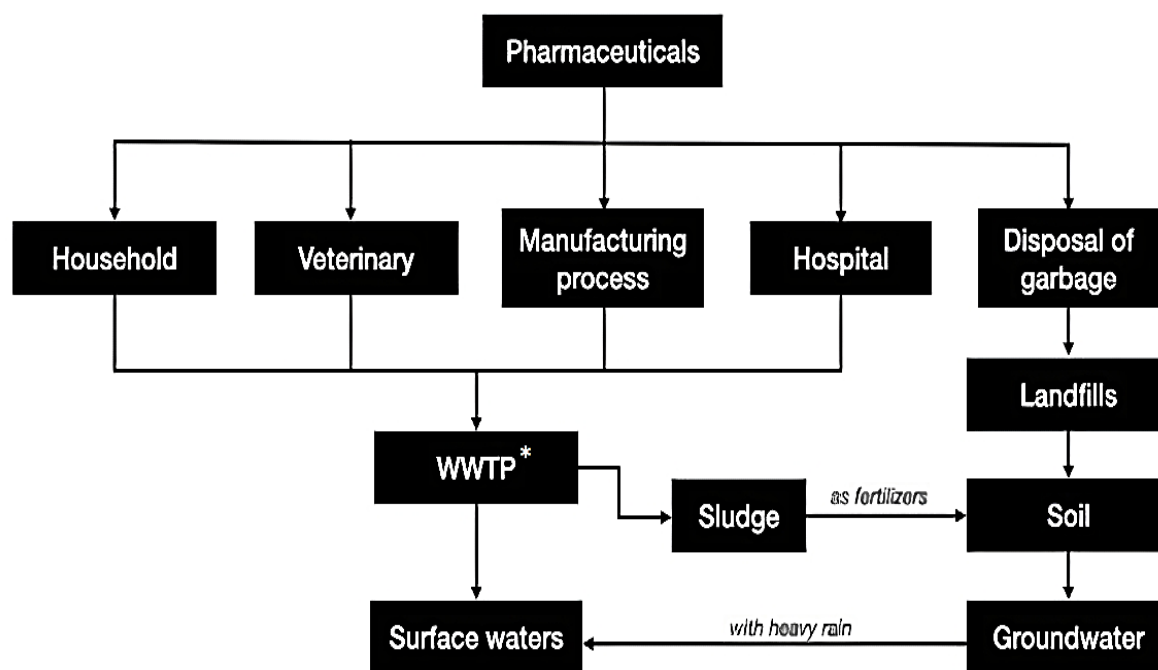 Pharmaceuticals
Household
Veterinary
Manufacturing
process
Hospital
Disposal of
garbage
Landfills
WWTP*
Sludge
as fertilizors
Soil
Surface waters
with heavy rain
Groundwater